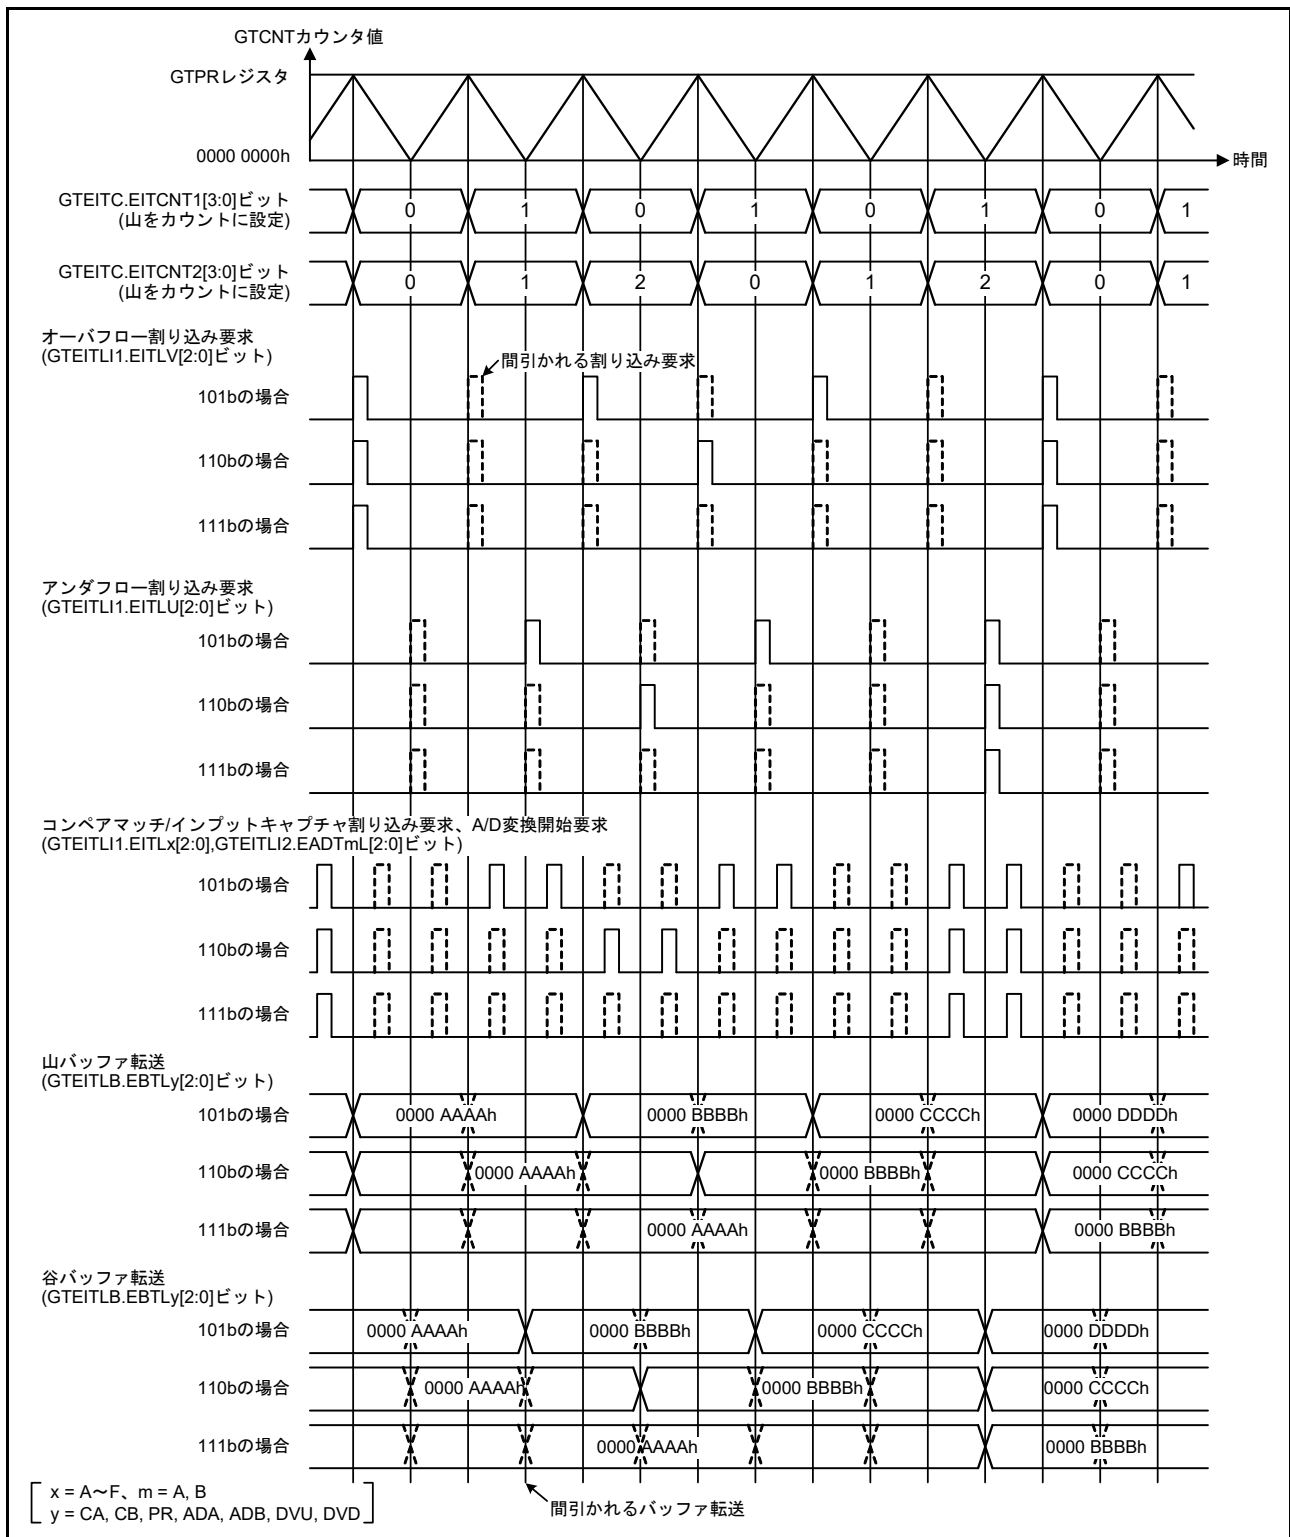 GTCNTカウンタ値
GTPRレジスタ
0000 0000h
時間
GTEITC.EITCNT1[3:0]ビット
(山をカウントに設定)
0 1 0 1 0 1 0 1
GTEITC.EITCNT2[3:0]ビット
(山をカウントに設定)
0 1 2 0 1 2 0 1
オーバフロー割り込み要求
(GTEITLI1.EITLV[2:0]ビット)
間引かれる割り込み要求
101bの場合
110bの場合
111bの場合
アンダフロー割り込み要求
(GTEITLI1.EITLU[2:0]ビット)
101bの場合
110bの場合
111bの場合
コンペアマッチ/インプットキャプチャ割り込み要求、A/D変換開始要求
(GTEITLI1.EITLx[2:0],GTEITLI2.EADTmL[2:0]ビット)
101bの場合
110bの場合
111bの場合
山バッファ転送
(GTEITLB.EBTLy[2:0]ビット)
101bの場合 0000 AAAAh 0000 BBBBh 0000 CCCCh 0000 DDDDh
110bの場合 0000 AAAAh 0000 BBBBh 0000 CCCCh
111bの場合 0000 AAAAh 0000 BBBBh
谷バッファ転送
(GTEITLB.EBTLy[2:0]ビット)
101bの場合 0000 AAAAh 0000 BBBBh 0000 CCCCh 0000 DDDDh
110bの場合 0000 AAAAh 0000 BBBBh 0000 CCCCh
111bの場合 0000 AAAAh 0000 BBBBh
間引かれるバッファ転送
x = A～F、m = A, B
y = CA, CB, PR, ADA, ADB, DVU, DVD